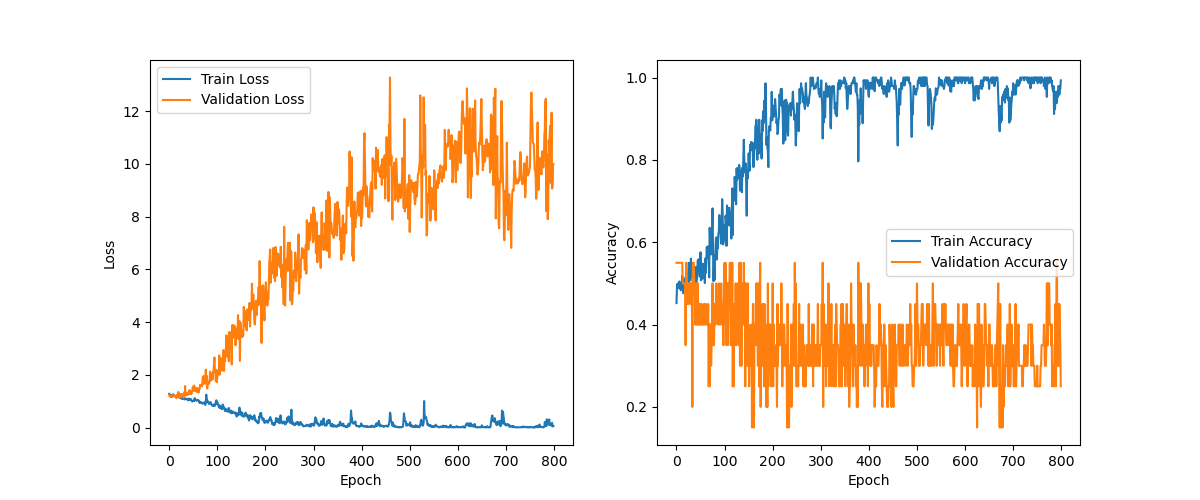 Train Loss
Validation Loss
Loss
12
10
8
6
4
2
0
0 100 200 300 400 500 600 700 800
Epoch
Train Accuracy
Validation Accuracy
Accuracy
1.0
0.8
0.6
0.4
0.2
0 100 200 300 400 500 600 700 800
Epoch